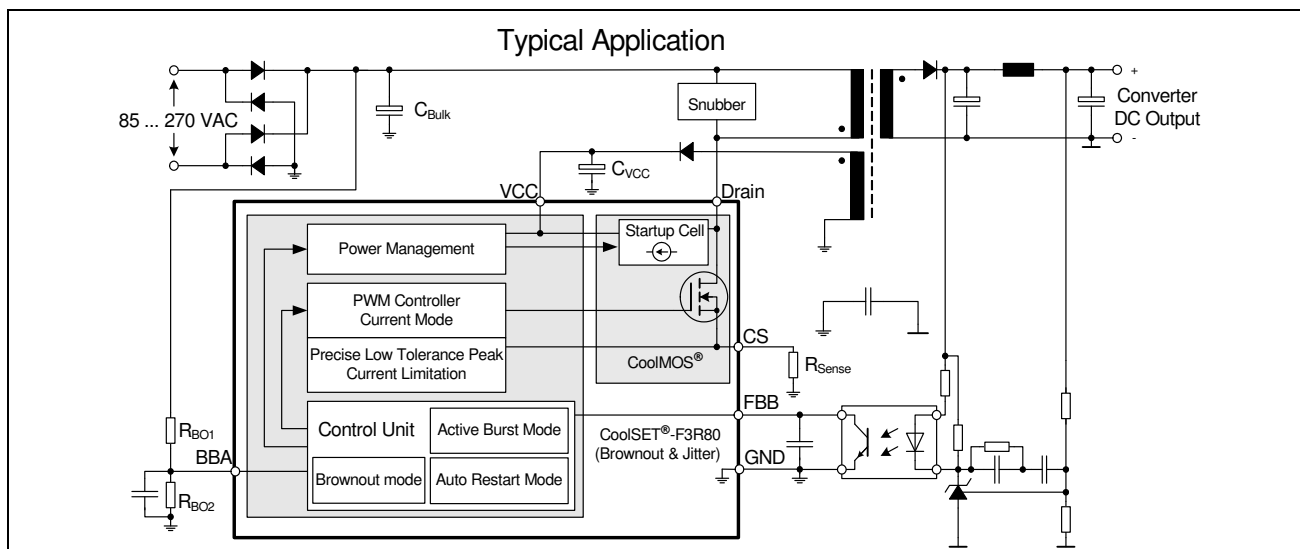 Typical Application
85 ... 270 VAC
C_Bulk
Snubber
+
Converter
DC Output
-
C_VCC
VCC
Drain
Power Management
Startup Cell
PWM Controller
Current Mode
Precise Low Tolerance Peak
Current Limitation
CoolMOS®
CS
R_Sense
R_BO1
BBA
R_BO2
Control Unit
Active Burst Mode
Brownout mode
Auto Restart Mode
FBB
CoolSET®-F3R80
(Brownout & Jitter)
GND